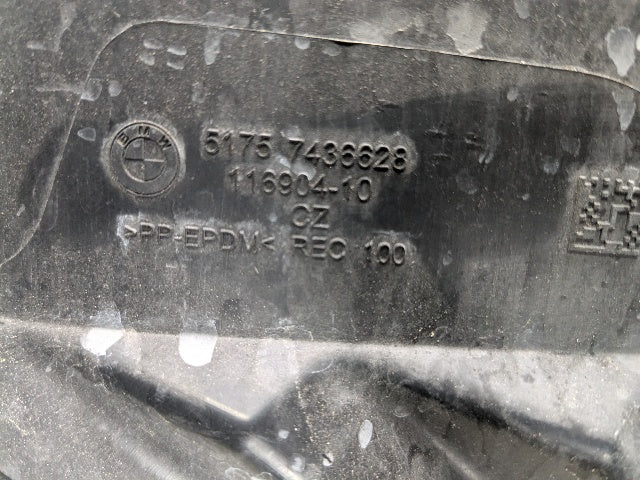 BMW
5175 7436628
116904-10
CZ
>PP-EPDM< REC 100